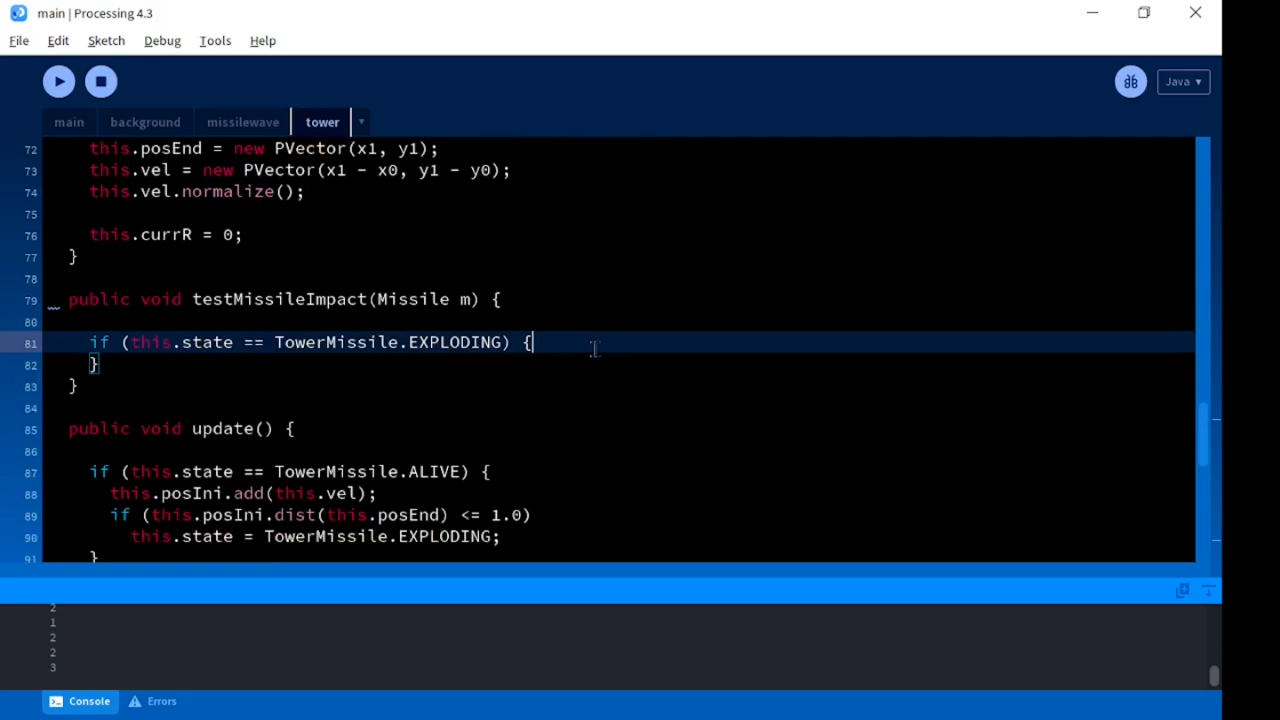 main | Processing 4.3
File Edit Sketch Debug Tools Help
Java ▾
main background missilewave tower ▾
72 this.posEnd = new PVector(x1, y1);
73 this.vel = new PVector(x1 - x0, y1 - y0);
74 this.vel.normalize();
75
76 this.currR = 0;
77 }
78
79 public void testMissileImpact(Missile m) {
80
81 if (this.state == TowerMissile.EXPLODING) {
82 }
83 }
84
85 public void update() {
86
87 if (this.state == TowerMissile.ALIVE) {
88 this.posIni.add(this.vel);
89 if (this.posIni.dist(this.posEnd) <= 1.0)
90 this.state = TowerMissile.EXPLODING;
91 }
2
1
2
2
3
Console Errors